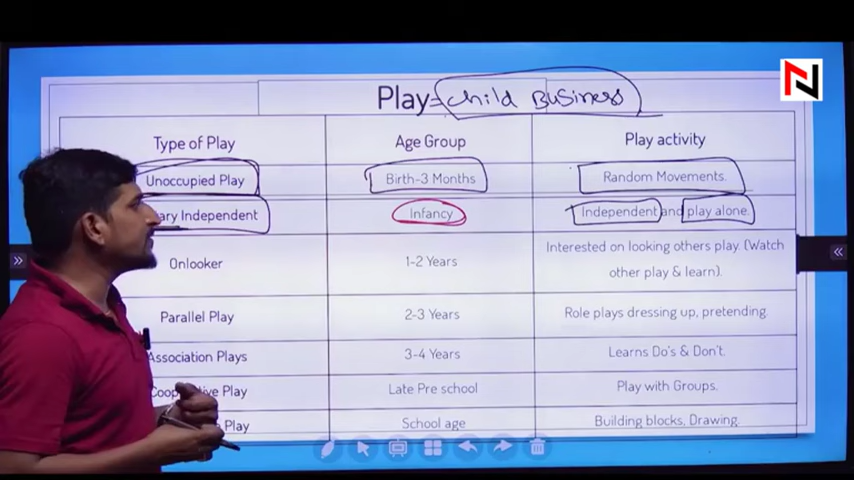 Play= child Business
Type of Play Age Group Play activity
Unoccupied Play Birth-3 Months Random Movements.
ary Independent Infancy Independent and play alone.
Onlooker 1-2 Years Interested on looking others play. (Watch
other play & learn).
Parallel Play 2-3 Years Role plays dressing up, pretending.
Association Plays 3-4 Years Learns Do's & Don't.
Play Late Pre school Play with Groups.
Play School age Building blocks, Drawing.
N